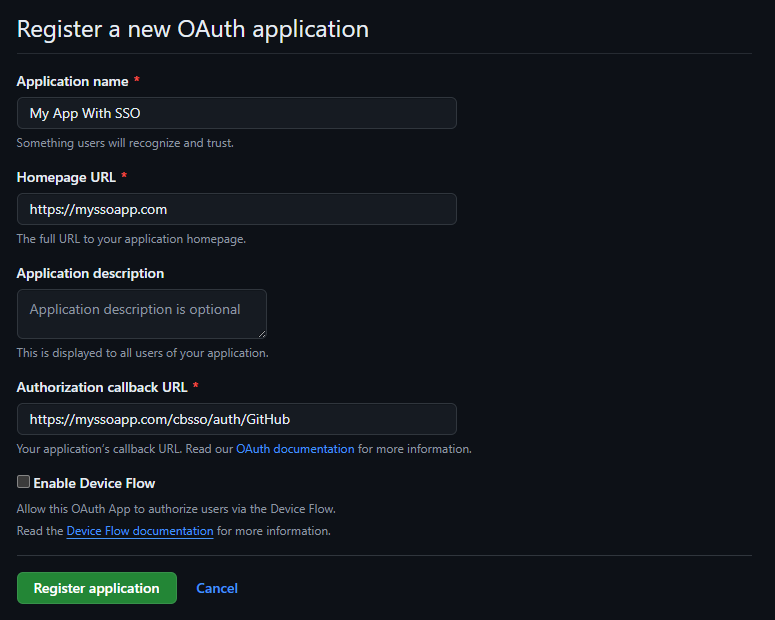 Register a new OAuth application
Application name *
My App With SSO
Something users will recognize and trust.
Homepage URL *
https://myssoapp.com
The full URL to your application homepage.
Application description
Application description is optional
This is displayed to all users of your application.
Authorization callback URL *
https://myssoapp.com/cbsso/auth/GitHub
Your application's callback URL. Read our OAuth documentation for more information.
Enable Device Flow
Allow this OAuth App to authorize users via the Device Flow.
Read the Device Flow documentation for more information.
Register application Cancel